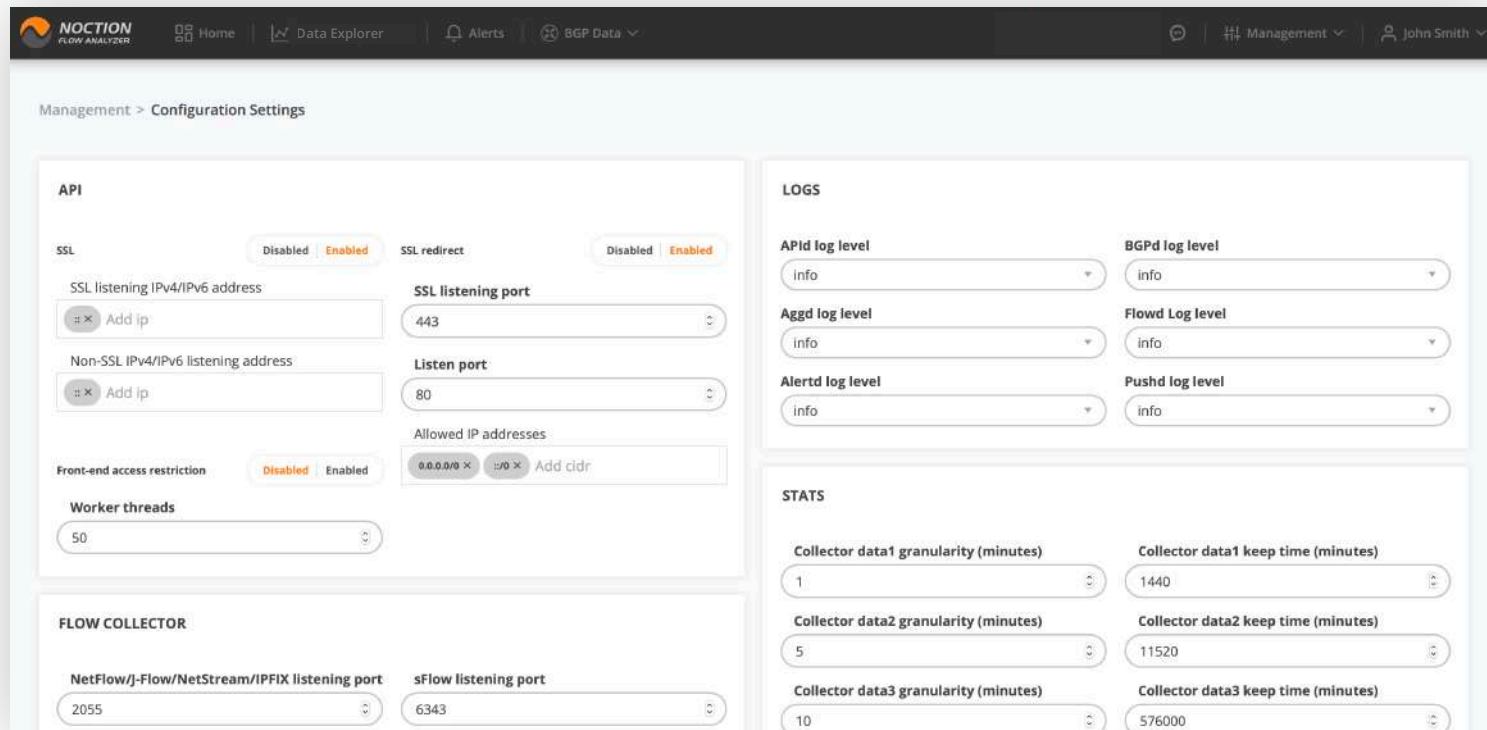 NOCTION
FLOW ANALYZER
Home
Data Explorer
Alerts
BGP Data
Management
John Smith
Management > Configuration Settings
API
SSL
Disabled Enabled
SSL redirect
Disabled Enabled
SSL listening IPv4/IPv6 address
:: × Add ip
SSL listening port
443
Non-SSL IPv4/IPv6 listening address
:: × Add ip
Listen port
80
Allowed IP addresses
0.0.0.0/0 × ::/0 × Add cidr
Front-end access restriction
Disabled Enabled
Worker threads
50
FLOW COLLECTOR
NetFlow/J-Flow/NetStream/IPFIX listening port
2055
sFlow listening port
6343
LOGS
APId log level
info
BGPd log level
info
Aggd log level
info
Flowd Log level
info
Alertd log level
info
Pushd log level
info
STATS
Collector data1 granularity (minutes)
1
Collector data1 keep time (minutes)
1440
Collector data2 granularity (minutes)
5
Collector data2 keep time (minutes)
11520
Collector data3 granularity (minutes)
10
Collector data3 keep time (minutes)
576000